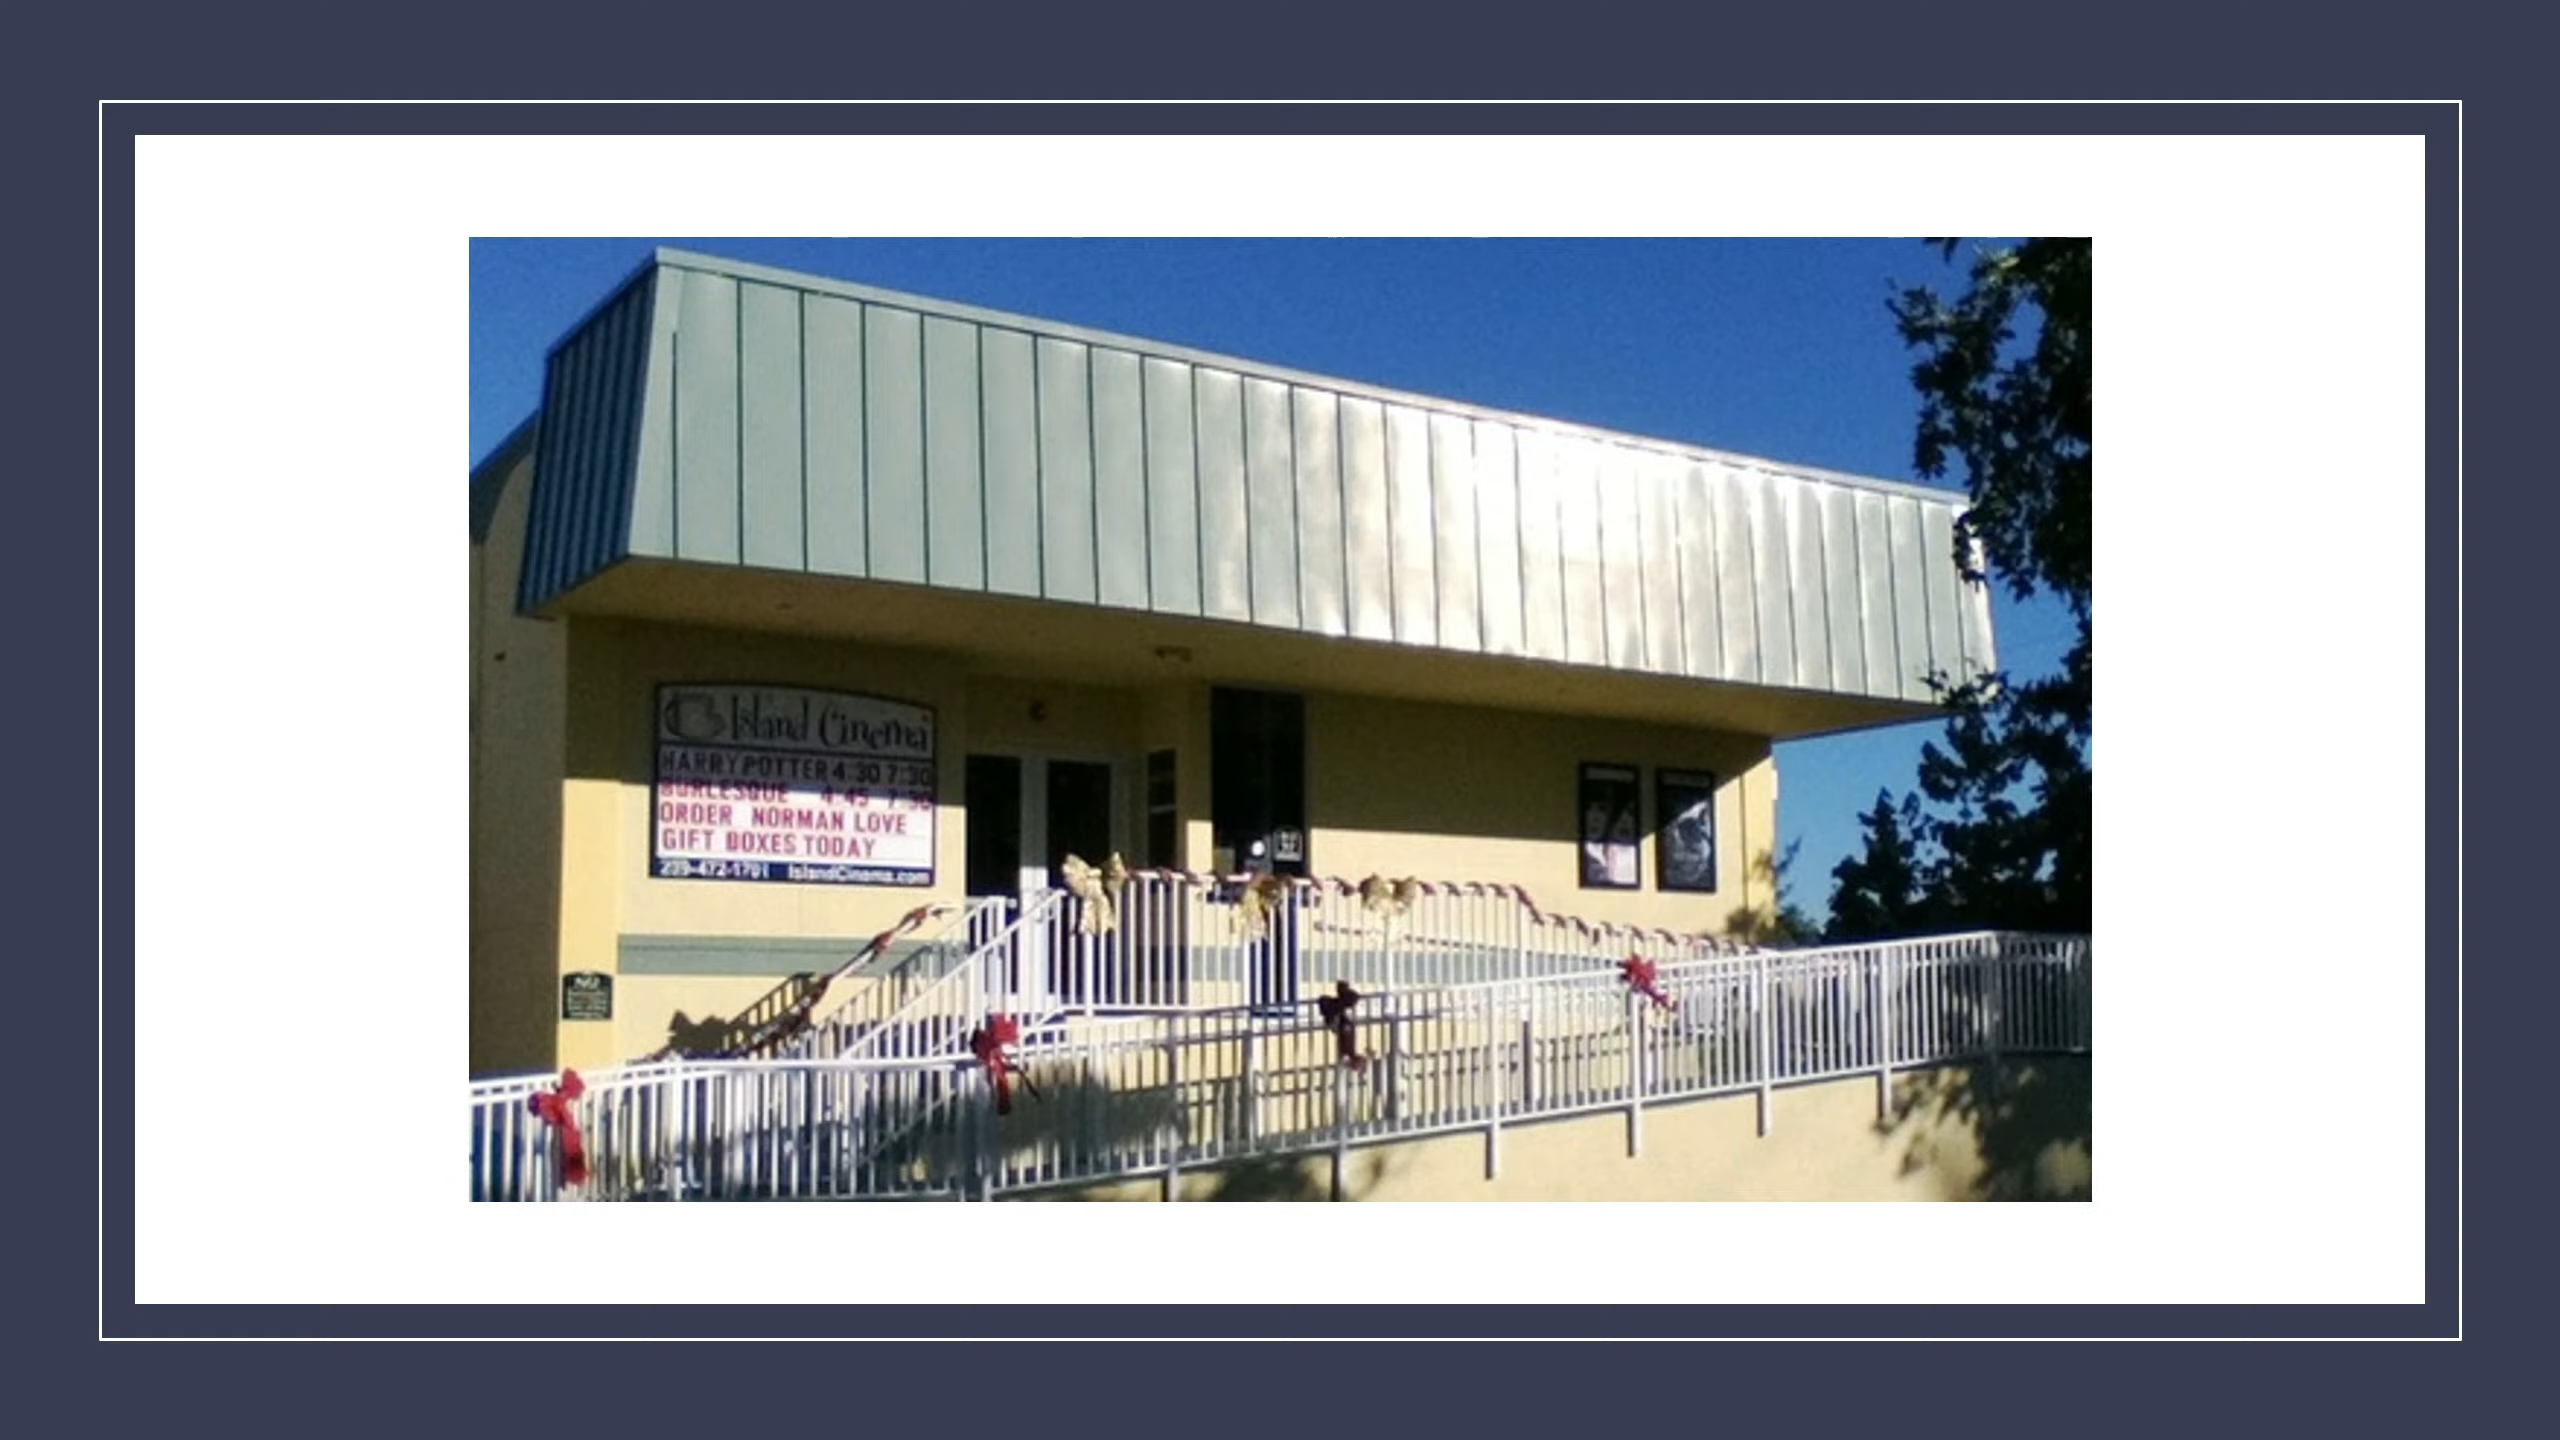 Island Cinema
HARRY POTTER 4:30 7:30
BURLESQUE 4:45 7:30
ORDER NORMAN LOVE
GIFT BOXES TODAY
239-472-1701 IslandCinema.com